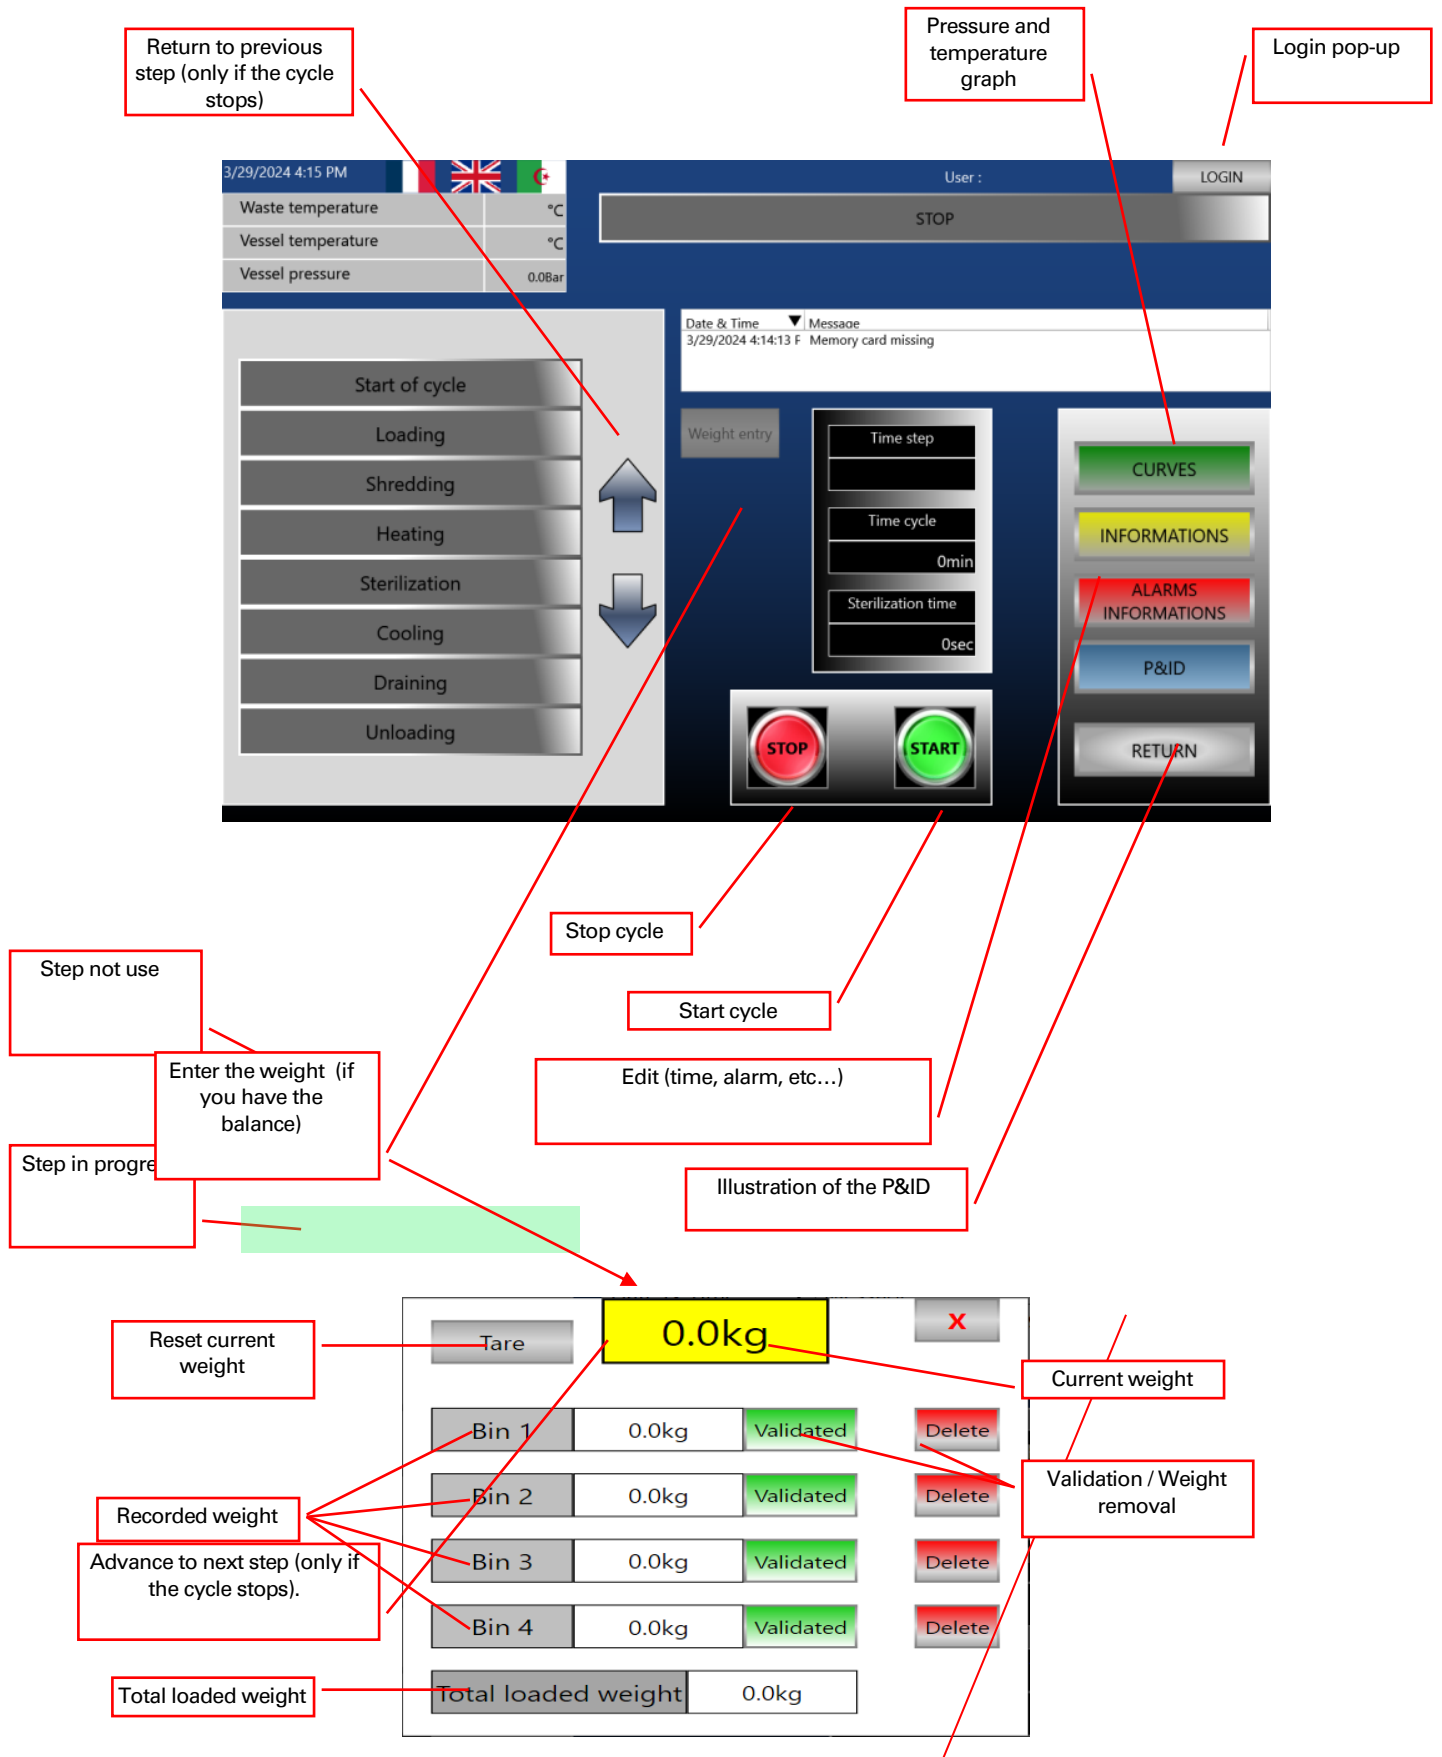 Return to previous
step (only if the cycle
stops)
Pressure and
temperature
graph
Login pop-up
3/29/2024 4:15 PM
User :
LOGIN
Waste temperature
°C
Vessel temperature
°C
Vessel pressure
0.0Bar
STOP
Date & Time
Message
3/29/2024 4:14:13 F
Memory card missing
Start of cycle
Loading
Shredding
Heating
Sterilization
Cooling
Draining
Unloading
Weight entry
Time step
Time cycle
0min
Sterilization time
0sec
STOP
START
CURVES
INFORMATIONS
ALARMS
INFORMATIONS
P&ID
RETURN
Stop cycle
Start cycle
Edit (time, alarm, etc…)
Illustration of the P&ID
Step not use
Enter the weight (if
you have the
balance)
Step in progre
Reset current
weight
Tare
0.0kg
X
Current weight
Bin 1
0.0kg
Validated
Delete
Bin 2
0.0kg
Validated
Delete
Bin 3
0.0kg
Validated
Delete
Bin 4
0.0kg
Validated
Delete
Total loaded weight
0.0kg
Validation / Weight
removal
Recorded weight
Advance to next step (only if
the cycle stops).
Total loaded weight